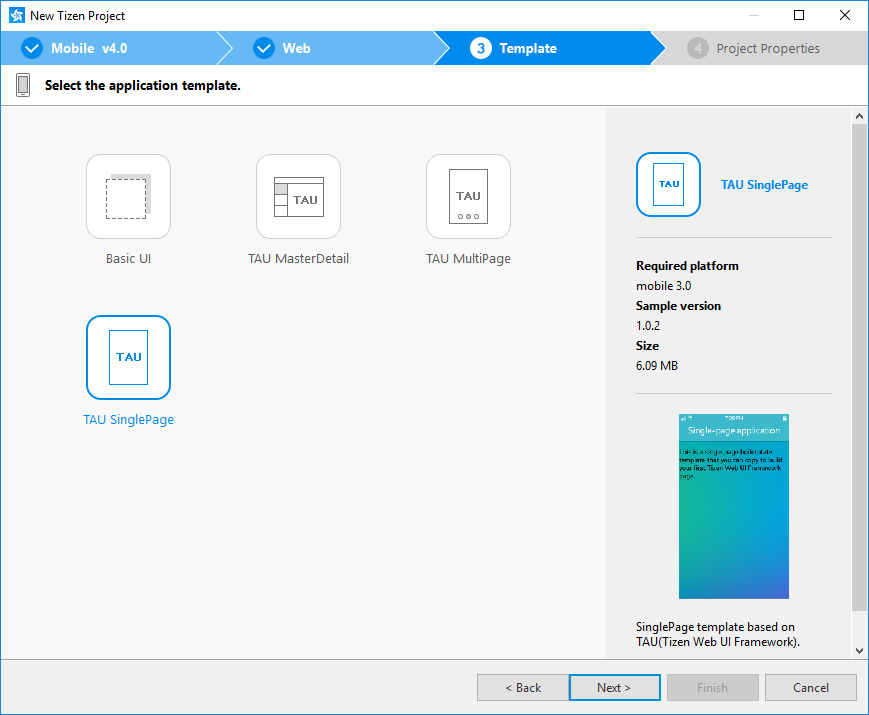 New Tizen Project
Mobile v4.0
Web
3 Template
4 Project Properties
Select the application template.
TAU
TAU
Basic UI
TAU MasterDetail
TAU MultiPage
TAU
TAU SinglePage
TAU
TAU SinglePage
Required platform
mobile 3.0
Sample version
1.0.2
Size
6.09 MB
7:00 PM
Single-page application
This is a single page boilerplate
template that you can copy to build
your first Tizen Web UI Framework
page.
SinglePage template based on
TAU(Tizen Web UI Framework).
< Back
Next >
Finish
Cancel